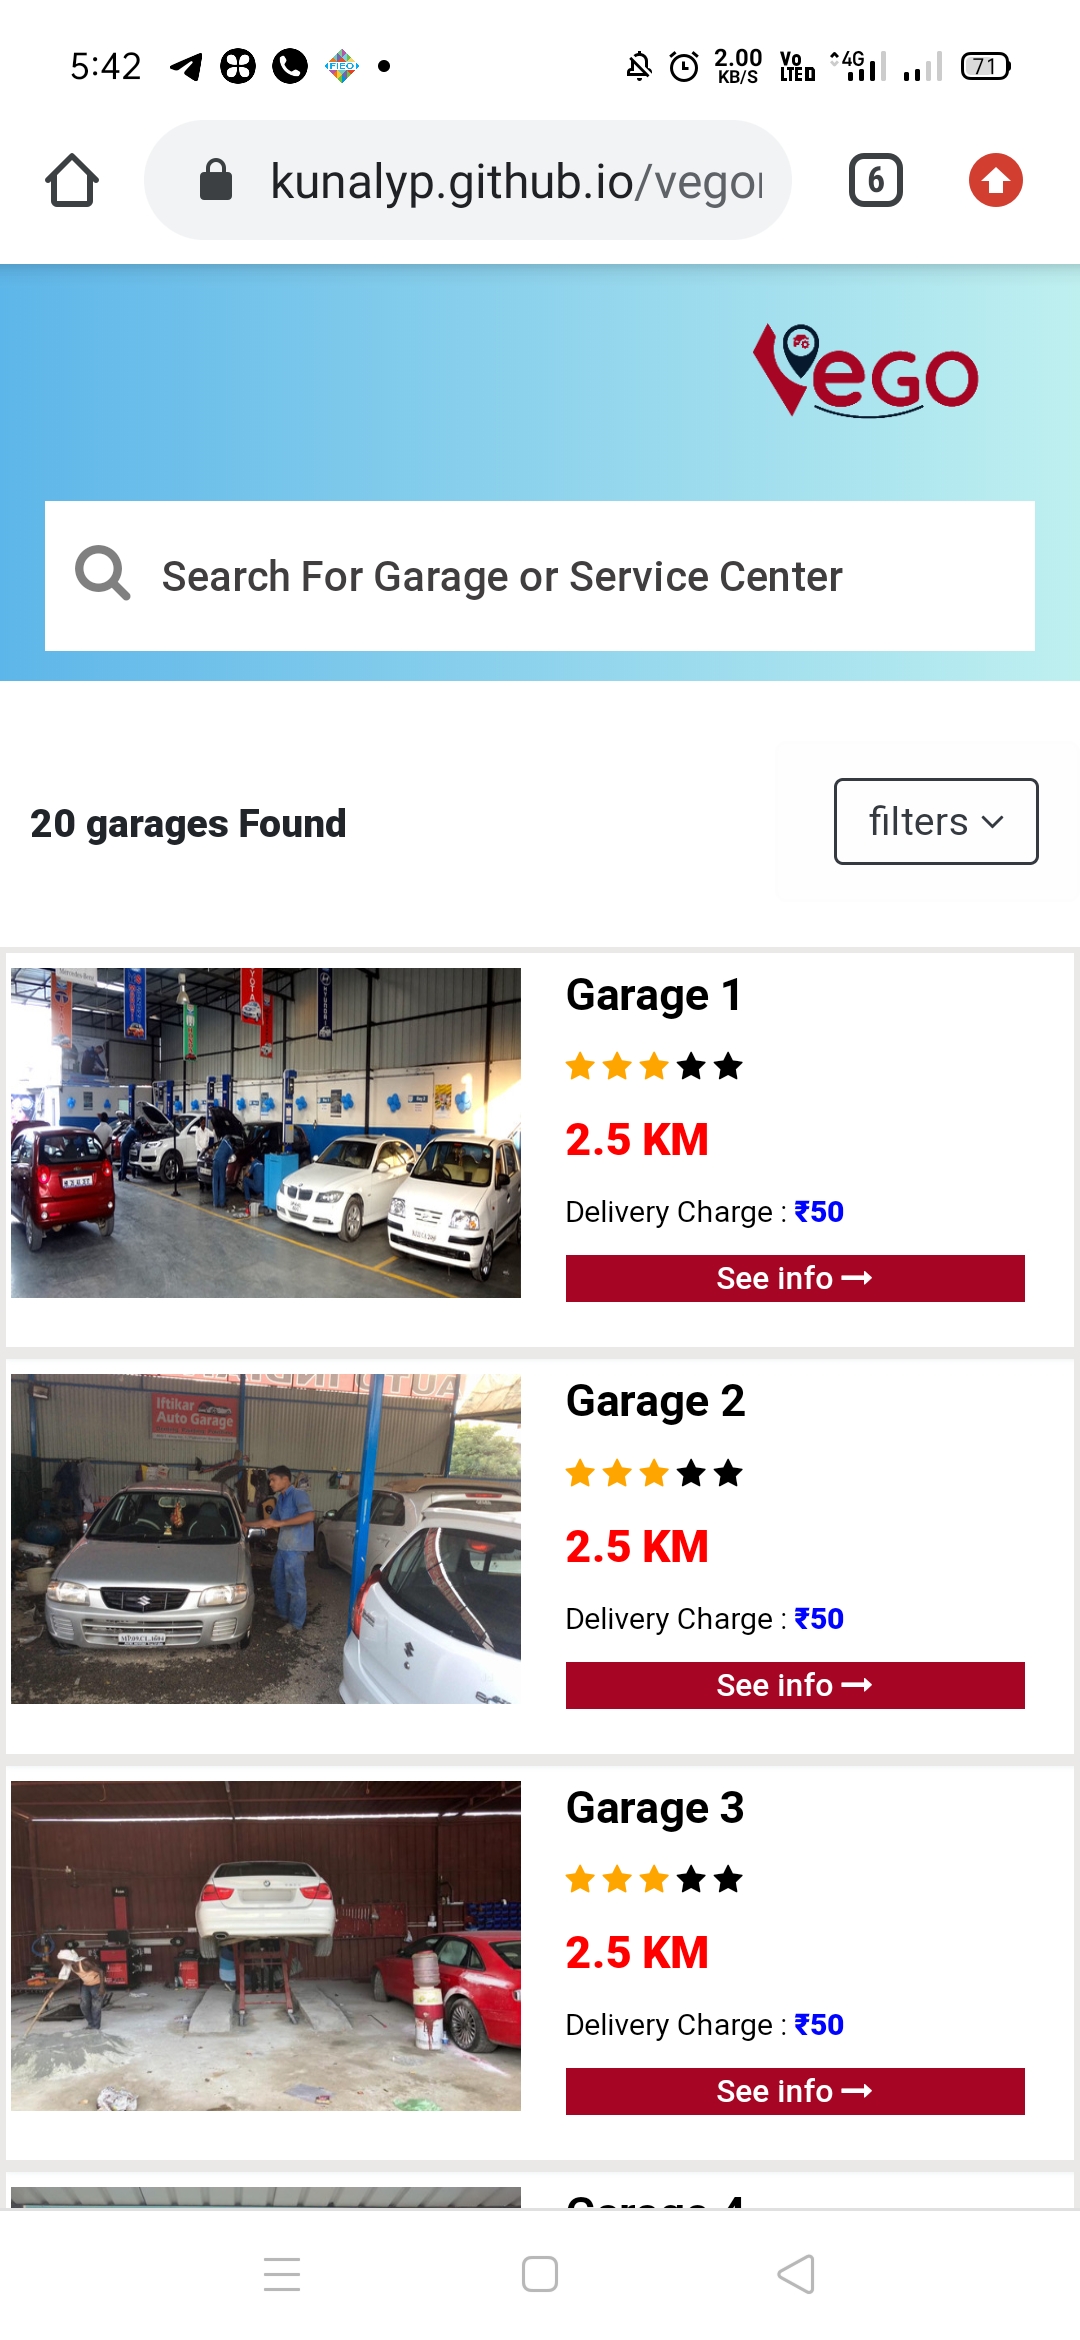 5:42 FIEO 2.00 KB/S Vo LTE 4G 71
kunalyp.github.io/vego
6
VeGO
Search For Garage or Service Center
20 garages Found
filters
Garage 1
2.5 KM
Delivery Charge : ₹50
See info
Iftikar
Auto Garage
Garage 2
2.5 KM
Delivery Charge : ₹50
See info
Garage 3
2.5 KM
Delivery Charge : ₹50
See info
Garage 4